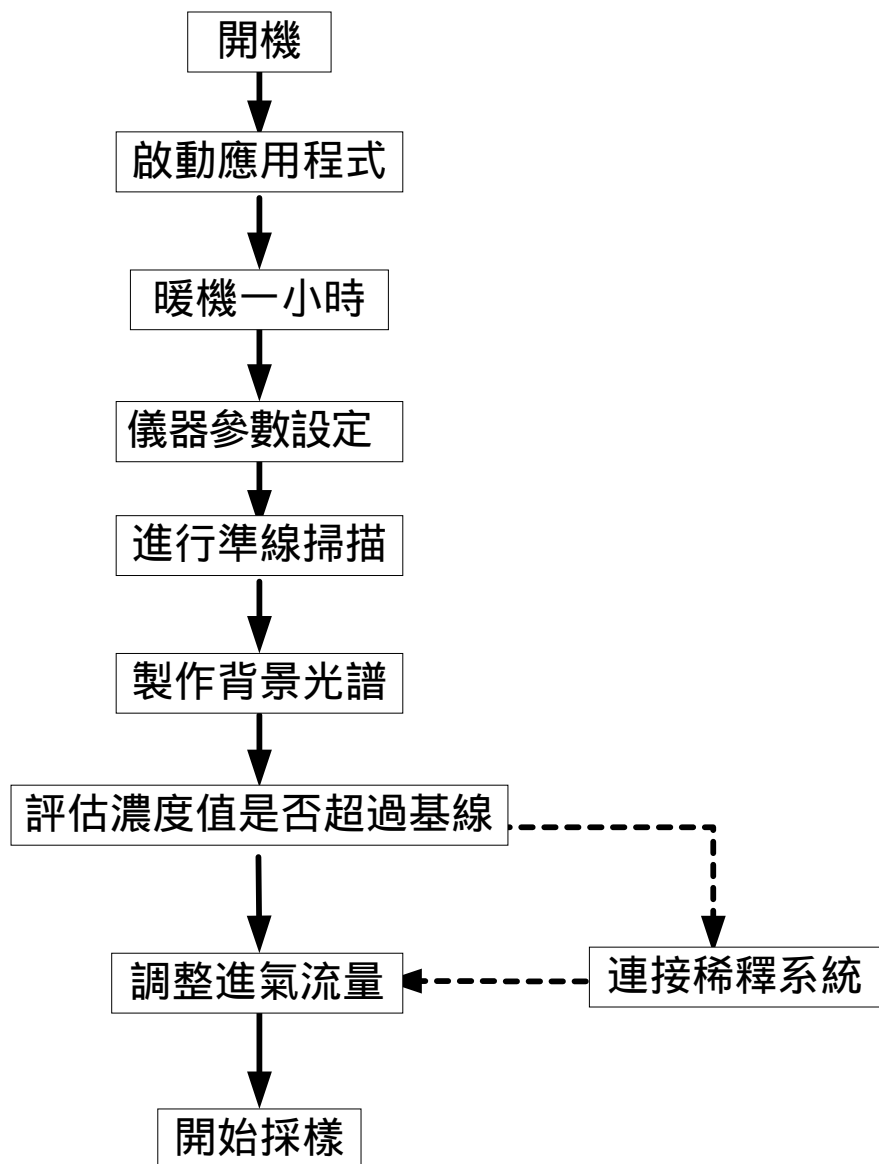 開機
啟動應用程式
暖機一小時
儀器參數設定
進行準線掃描
製作背景光譜
評估濃度值是否超過基線
調整進氣流量
連接稀釋系統
開始採樣